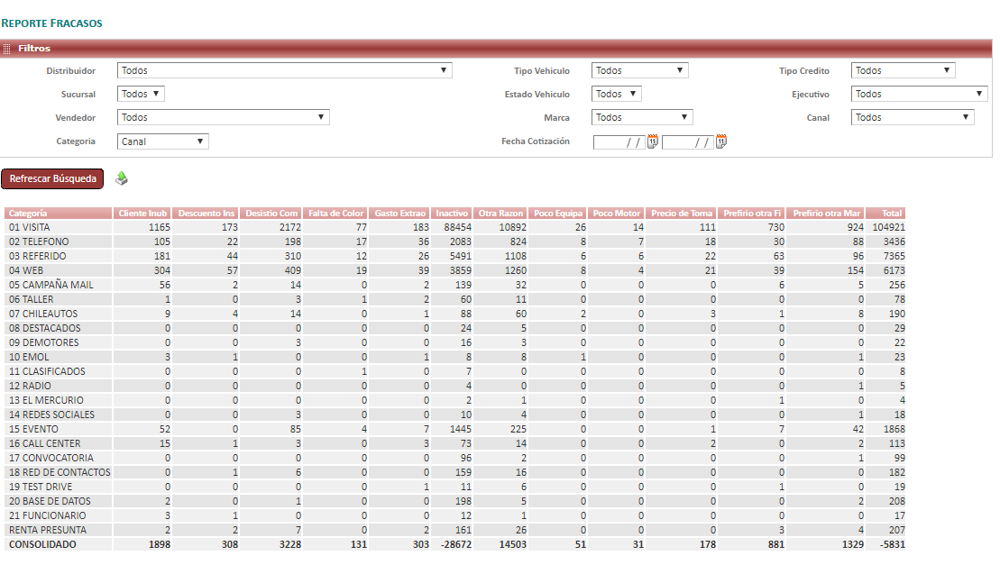 REPORTE FRACASOS
Filtros
Distribuidor Todos Tipo Vehiculo Todos Tipo Credito Todos
Sucursal Todos Estado Vehiculo Todos Ejecutivo Todos
Vendedor Todos Marca Todos Canal Todos
Categoria Canal Fecha Cotización / / 11 / / 11
Refrescar Búsqueda
Categoría Cliente Inub Descuento Ins Desistio Com Falta de Color Gasto Extrao Inactivo Otra Razon Poco Equipa Poco Motor Precio de Toma Prefirio otra Fi Prefirio otra Mar Total
01 VISITA 1165 173 2172 77 183 88454 10892 26 14 111 730 924 104921
02 TELEFONO 105 22 198 17 36 2083 824 8 7 18 30 88 3436
03 REFERIDO 181 44 310 12 26 5491 1108 6 6 22 63 96 7365
04 WEB 304 57 409 19 39 3859 1260 8 4 21 39 154 6173
05 CAMPAÑA MAIL 56 2 14 0 2 139 32 0 0 0 6 5 256
06 TALLER 1 0 3 1 2 60 11 0 0 0 0 0 78
07 CHILEAUTOS 9 4 14 0 1 88 60 2 0 3 1 8 190
08 DESTACADOS 0 0 0 0 0 24 5 0 0 0 0 0 29
09 DEMOTORES 0 0 3 0 0 16 3 0 0 0 0 0 22
10 EMOL 3 1 0 0 1 8 8 1 0 0 0 1 23
11 CLASIFICADOS 0 0 0 1 0 7 0 0 0 0 0 0 8
12 RADIO 0 0 0 0 0 4 0 0 0 0 0 1 5
13 EL MERCURIO 0 0 0 0 0 2 1 0 0 0 1 0 4
14 REDES SOCIALES 0 0 3 0 0 10 4 0 0 0 0 1 18
15 EVENTO 52 0 85 4 7 1445 225 0 0 1 7 42 1868
16 CALL CENTER 15 1 3 0 3 73 14 0 0 2 0 2 113
17 CONVOCATORIA 0 0 0 0 0 96 2 0 0 0 0 1 99
18 RED DE CONTACTOS 0 1 6 0 0 159 16 0 0 0 0 0 182
19 TEST DRIVE 0 0 0 0 1 11 6 0 0 0 1 0 19
20 BASE DE DATOS 2 0 1 0 0 198 5 0 0 0 0 2 208
21 FUNCIONARIO 3 1 0 0 0 12 1 0 0 0 0 0 17
RENTA PRESUNTA 2 2 7 0 2 161 26 0 0 0 3 4 207
CONSOLIDADO 1898 308 3228 131 303 -28672 14503 51 31 178 881 1329 -5831